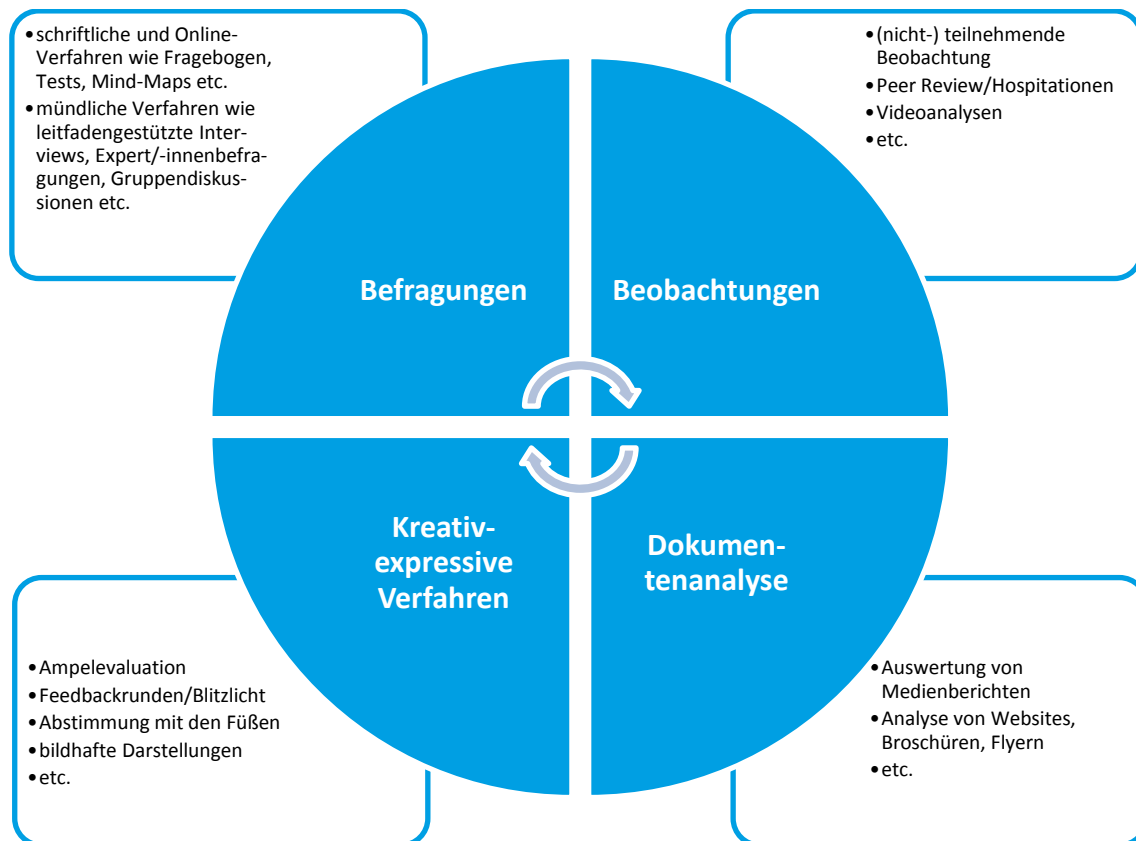 •schriftliche und Online-
Verfahren wie Fragebogen,
Tests, Mind-Maps etc.
•mündliche Verfahren wie
leitfadengestützte Inter-
views, Expert/-innenbefra-
gungen, Gruppendiskus-
sionen etc.
•(nicht-) teilnehmende
Beobachtung
•Peer Review/Hospitationen
•Videoanalysen
•etc.
Befragungen
Beobachtungen
Kreativ-
expressive
Verfahren
Dokumen-
tenanalyse
•Ampelevaluation
•Feedbackrunden/Blitzlicht
•Abstimmung mit den Füßen
•bildhafte Darstellungen
•etc.
•Auswertung von
Medienberichten
•Analyse von Websites,
Broschüren, Flyern
•etc.